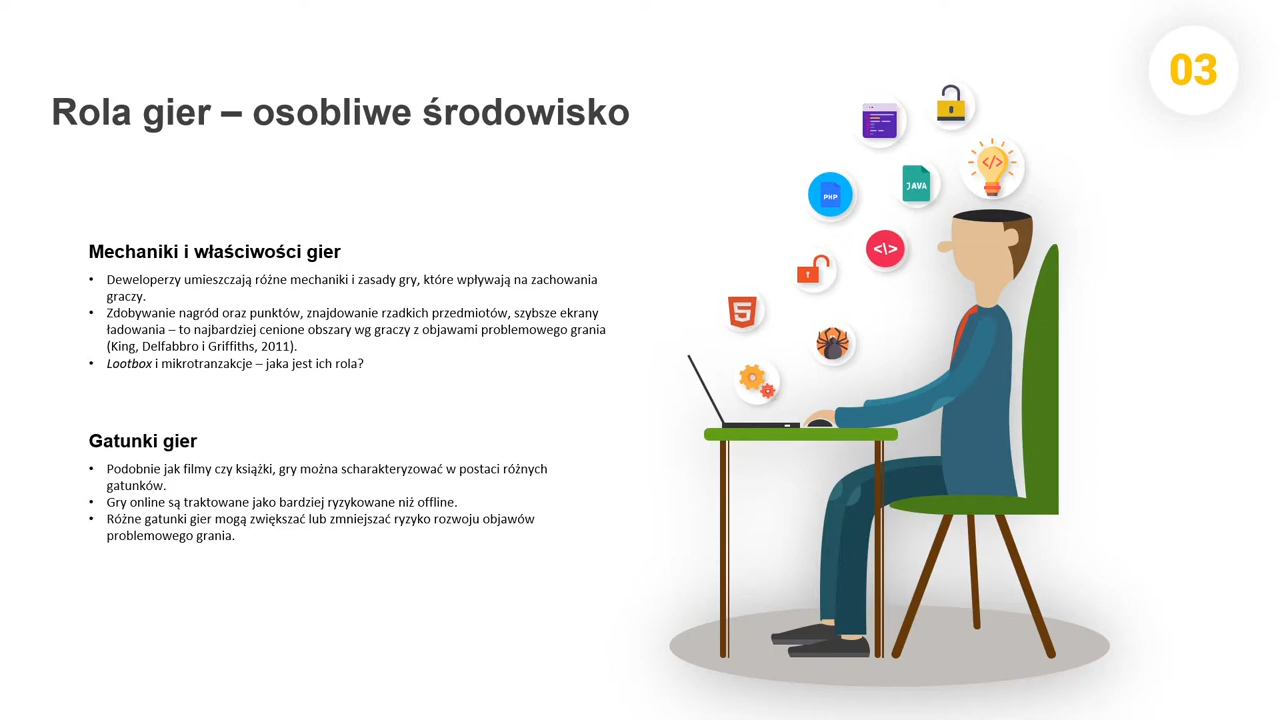 03
Rola gier – osobliwe środowisko
Mechaniki i właściwości gier
• Deweloperzy umieszczają różne mechaniki i zasady gry, które wpływają na zachowania
graczy.
• Zdobywanie nagród oraz punktów, znajdowanie rzadkich przedmiotów, szybsze ekrany
ładowania – to najbardziej cenione obszary wg graczy z objawami problemowego grania
(King, Delfabbro i Griffiths, 2011).
• Lootbox i mikrotranzakcje – jaka jest ich rola?
Gatunki gier
• Podobnie jak filmy czy książki, gry można scharakteryzować w postaci różnych
gatunków.
• Gry online są traktowane jako bardziej ryzykowane niż offline.
• Różne gatunki gier mogą zwiększać lub zmniejszać ryzyko rozwoju objawów
problemowego grania.
</> 
JAVA
PHP
</>
5